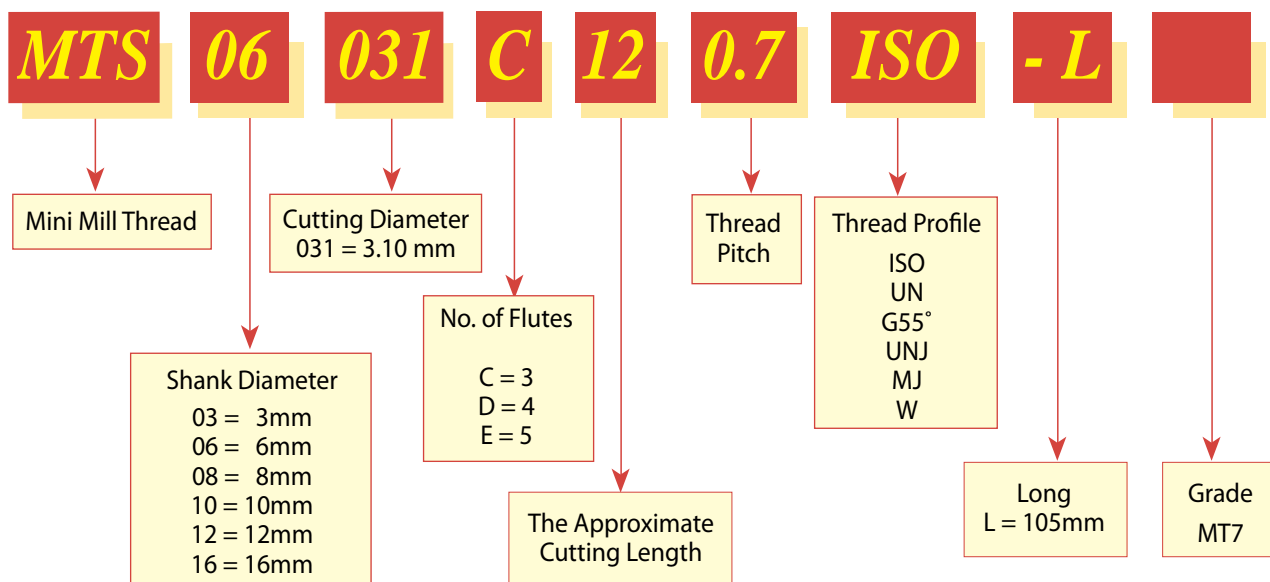 MTS 06 031 C 12 0.7 ISO - L
Mini Mill Thread
Shank Diameter
03 = 3mm
06 = 6mm
08 = 8mm
10 = 10mm
12 = 12mm
16 = 16mm
Cutting Diameter
031 = 3.10 mm
No. of Flutes
C = 3
D = 4
E = 5
The Approximate
Cutting Length
Thread
Pitch
Thread Profile
ISO
UN
G55˚
UNJ
MJ
W
Long
L = 105mm
Grade
MT7